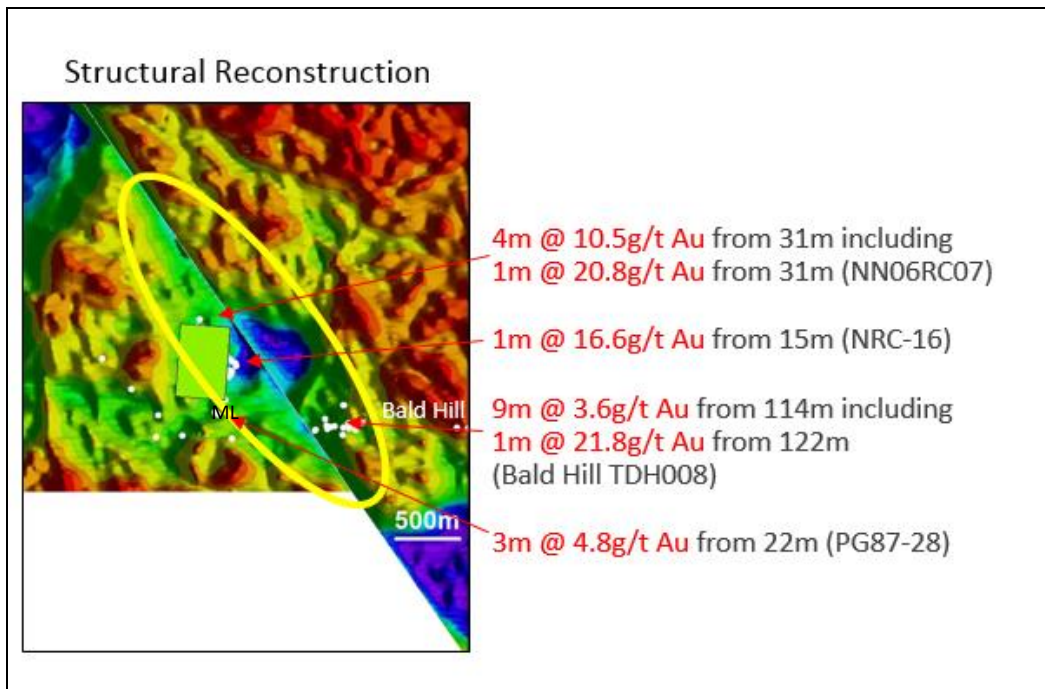 Structural Reconstruction
4m @ 10.5g/t Au from 31m including
1m @ 20.8g/t Au from 31m (NN06RC07)
1m @ 16.6g/t Au from 15m (NRC-16)
ML
Bald Hill
9m @ 3.6g/t Au from 114m including
1m @ 21.8g/t Au from 122m
(Bald Hill TDH008)
500m
3m @ 4.8g/t Au from 22m (PG87-28)